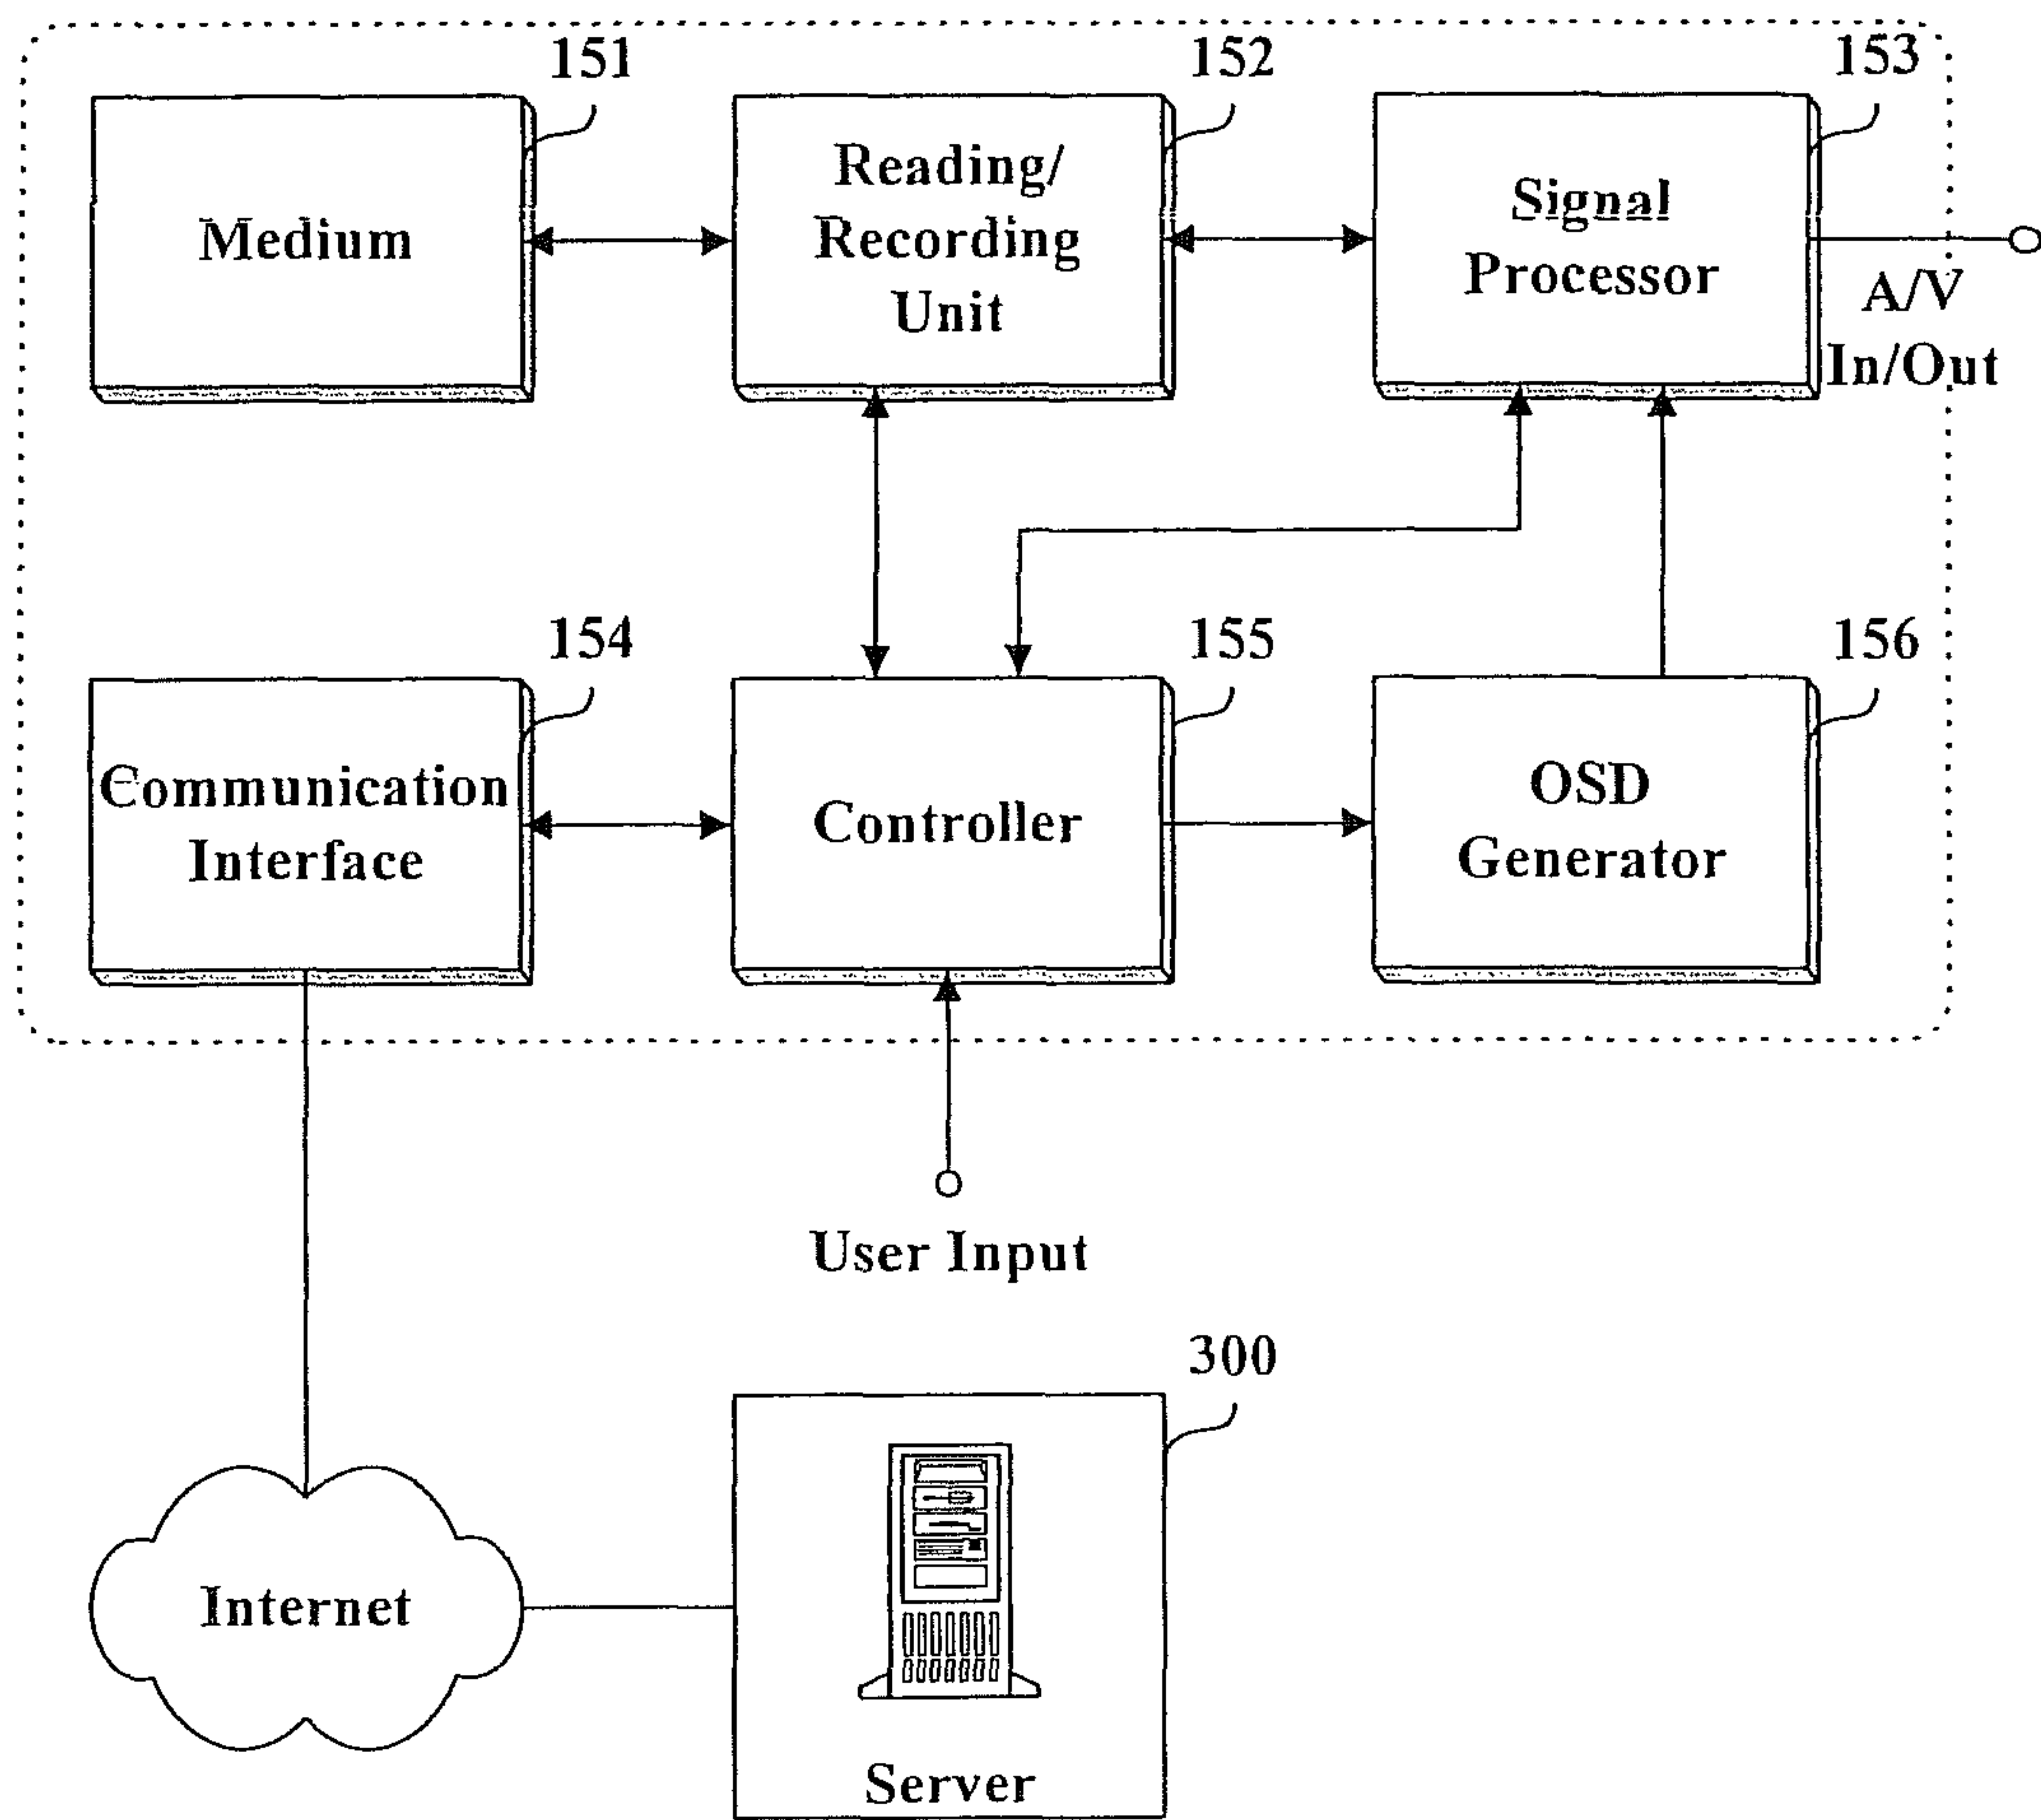 151
152
153
Medium
Reading/
Recording
Unit
Signal
Processor
A/V
In/Out
154
155
156
Communication
Interface
Controller
OSD
Generator
User Input
300
Internet
Server